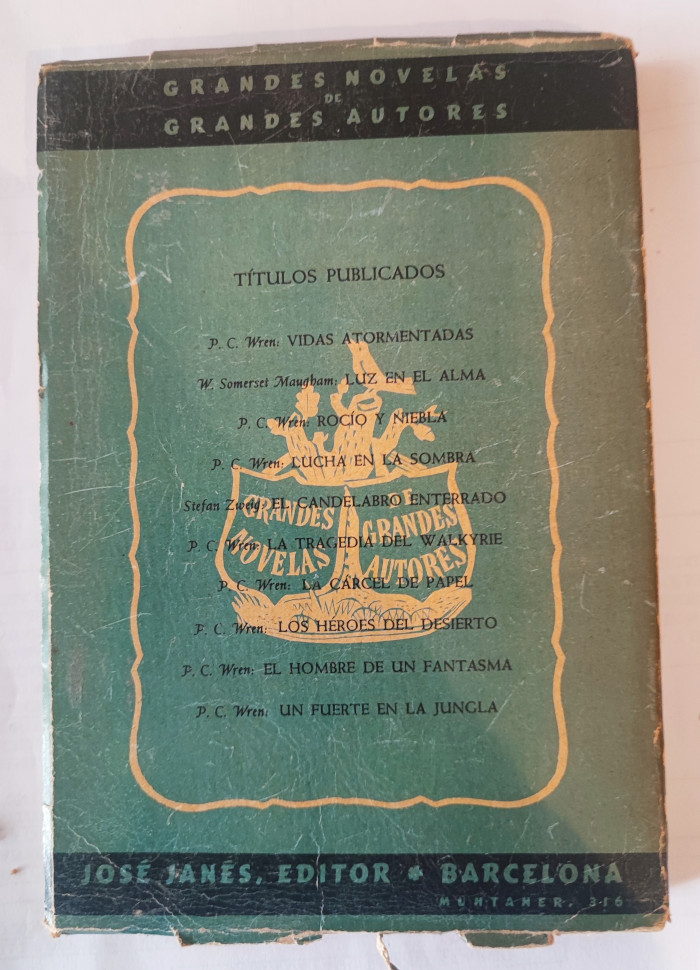 GRANDES NOVELAS
DE
GRANDES AUTORES
TÍTULOS PUBLICADOS
P. C. Wren: VIDAS ATORMENTADAS
W. Somerset Maugham: LUZ EN EL ALMA
P. C. Wren: ROCÍO Y NIEBLA
P. C. Wren: LUCHA EN LA SOMBRA
Stefan Zweig: EL CANDELABRO ENTERRADO
P. C. Wren: LA TRAGEDIA DEL WALKYRIE
P. C. Wren: LA CÁRCEL DE PAPEL
P. C. Wren: LOS HÉROES DEL DESIERTO
P. C. Wren: EL HOMBRE DE UN FANTASMA
P. C. Wren: UN FUERTE EN LA JUNGLA
GRANDES
NOVELAS
DE
GRANDES
AUTORES
JOSÉ JANÉS, EDITOR * BARCELONA
MUNTANER, 316